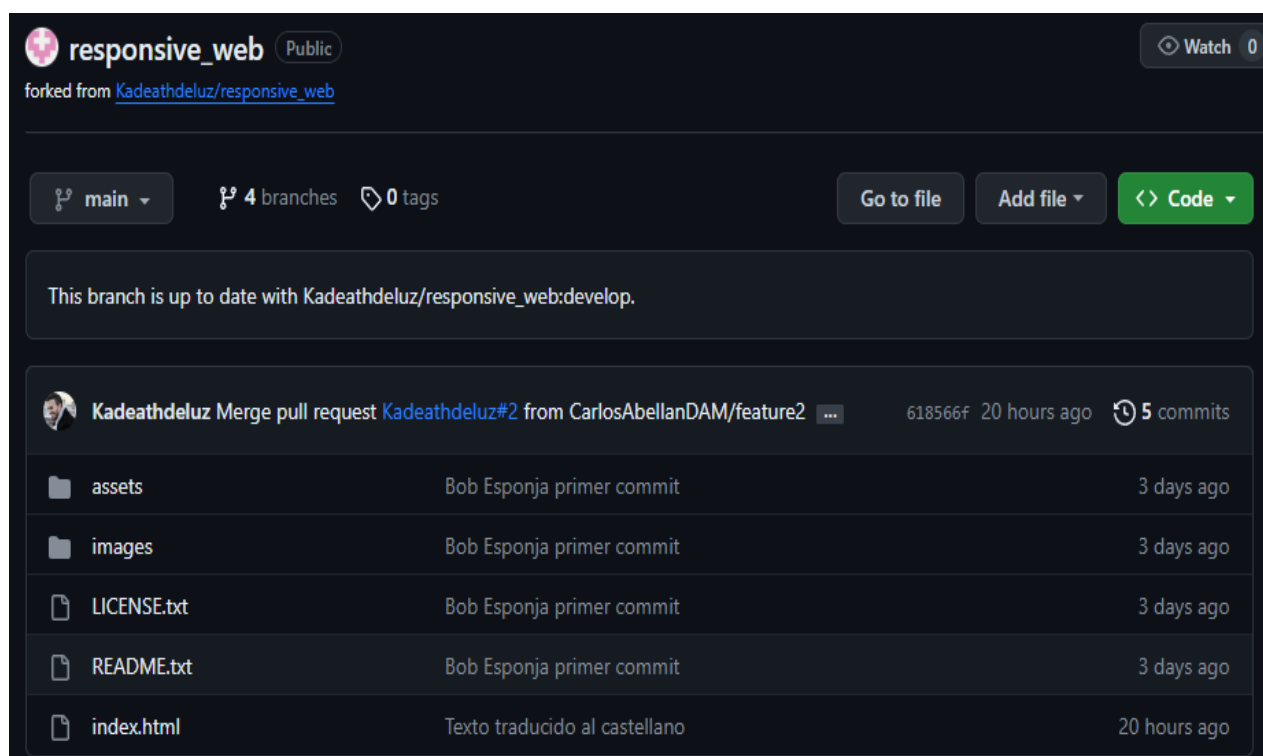 responsive_web Public Watch 0
forked from Kadeathdeluz/responsive_web
main 4 branches 0 tags Go to file Add file Code
This branch is up to date with Kadeathdeluz/responsive_web:develop.
Kadeathdeluz Merge pull request Kadeathdeluz#2 from CarlosAbellanDAM/feature2 ... 618566f 20 hours ago 5 commits
assets Bob Esponja primer commit 3 days ago
images Bob Esponja primer commit 3 days ago
LICENSE.txt Bob Esponja primer commit 3 days ago
README.txt Bob Esponja primer commit 3 days ago
index.html Texto traducido al castellano 20 hours ago